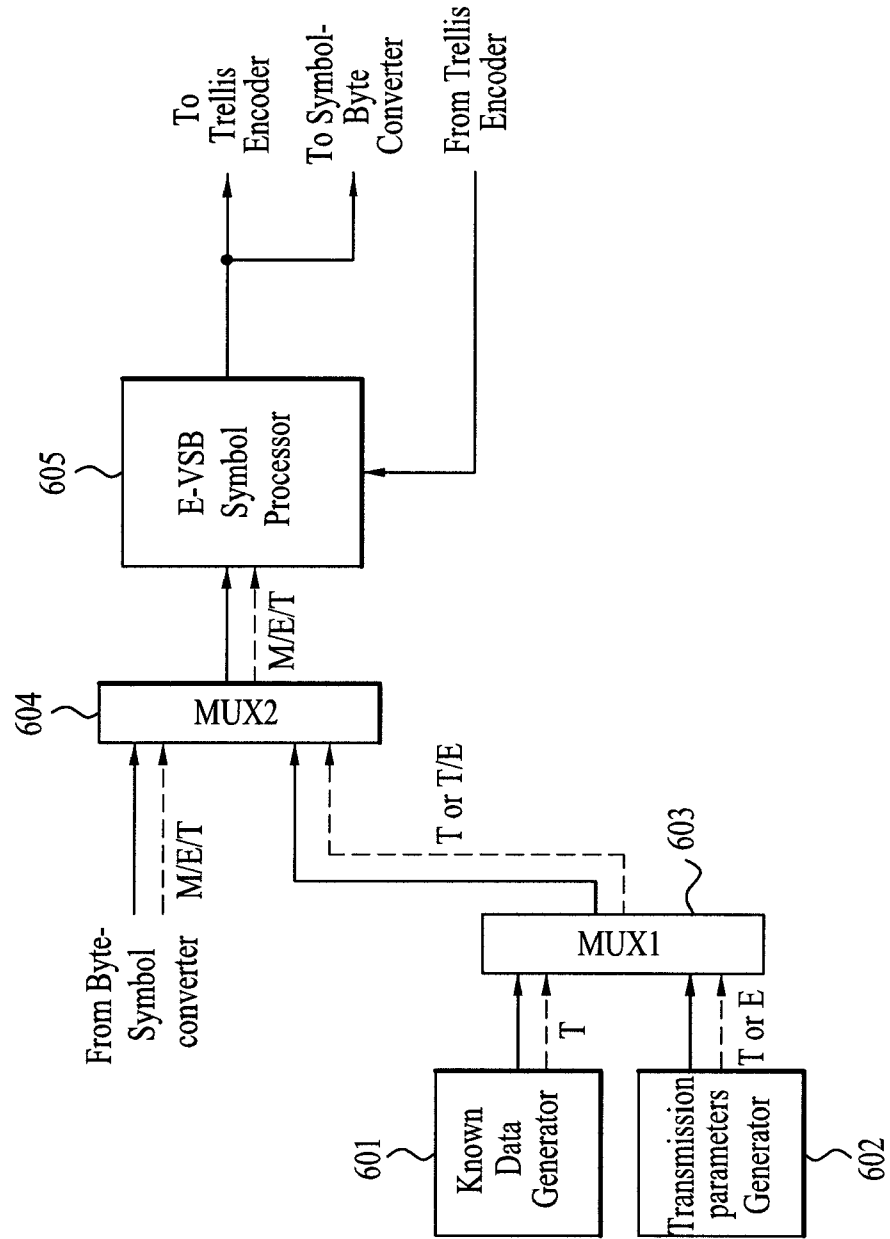 From Byte-
Symbol
converter
M/E/T
604
MUX2
M/E/T
605
E-VSB
Symbol
Processor
To
Trellis
Encoder
To Symbol-
Byte
Converter
From Trellis
Encoder
T or T/E
601
Known
Data
Generator
T
MUX1
603
Transmission
parameters
Generator
T or E
602